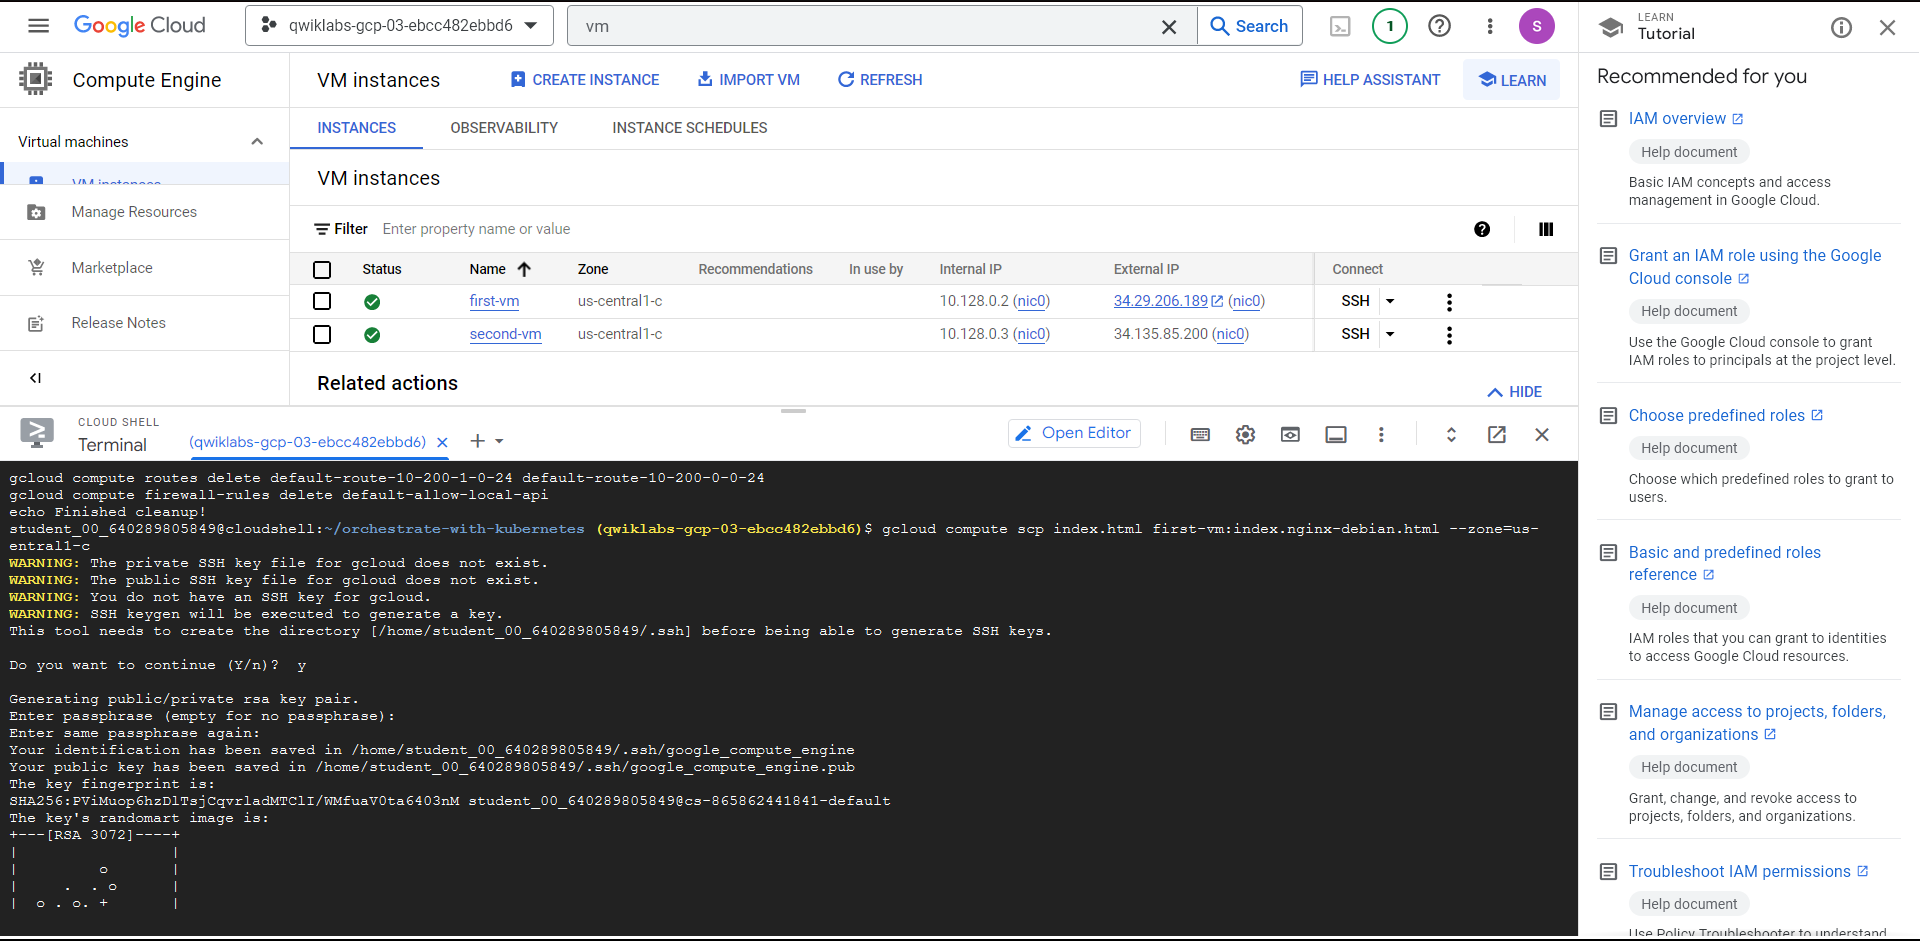 Google Cloud
qwiklabs-gcp-03-ebcc482ebbd6
vm
Search
1
S
LEARN
Tutorial
Compute Engine
VM instances
CREATE INSTANCE
IMPORT VM
REFRESH
HELP ASSISTANT
LEARN
Virtual machines
VM instances
Manage Resources
Marketplace
Release Notes
INSTANCES
OBSERVABILITY
INSTANCE SCHEDULES
VM instances
Filter Enter property name or value
Status Name Zone Recommendations In use by Internal IP External IP Connect
first-vm us-central1-c 10.128.0.2 (nic0) 34.29.206.189 (nic0) SSH
second-vm us-central1-c 10.128.0.3 (nic0) 34.135.85.200 (nic0) SSH
Related actions
HIDE
CLOUD SHELL
Terminal
(qwiklabs-gcp-03-ebcc482ebbd6)
Open Editor
gcloud compute routes delete default-route-10-200-1-0-24 default-route-10-200-0-0-24
gcloud compute firewall-rules delete default-allow-local-api
echo Finished cleanup!
student_00_640289805849@cloudshell:~/orchestrate-with-kubernetes (qwiklabs-gcp-03-ebcc482ebbd6)$ gcloud compute scp index.html first-vm:index.nginx-debian.html --zone=us-
entral1-c
WARNING: The private SSH key file for gcloud does not exist.
WARNING: The public SSH key file for gcloud does not exist.
WARNING: You do not have an SSH key for gcloud.
WARNING: SSH keygen will be executed to generate a key.
This tool needs to create the directory [/home/student_00_640289805849/.ssh] before being able to generate SSH keys.
Do you want to continue (Y/n)? y
Generating public/private rsa key pair.
Enter passphrase (empty for no passphrase):
Enter same passphrase again:
Your identification has been saved in /home/student_00_640289805849/.ssh/google_compute_engine
Your public key has been saved in /home/student_00_640289805849/.ssh/google_compute_engine.pub
The key fingerprint is:
SHA256:PViMuop6hzDlTsjCqvrladMTClI/WMfuaV0ta6403nM student_00_640289805849@cs-865862441841-default
The key's randomart image is:
+---[RSA 3072]----+
|                 |
|         o       |
|     .  . o      |
|  o . o. +       |
Recommended for you
IAM overview
Help document
Basic IAM concepts and access
management in Google Cloud.
Grant an IAM role using the Google
Cloud console
Help document
Use the Google Cloud console to grant
IAM roles to principals at the project level.
Choose predefined roles
Help document
Choose which predefined roles to grant to
users.
Basic and predefined roles
reference
Help document
IAM roles that you can grant to identities
to access Google Cloud resources.
Manage access to projects, folders,
and organizations
Help document
Grant, change, and revoke access to
projects, folders, and organizations.
Troubleshoot IAM permissions
Help document
Use Policy Troubleshooter to understand